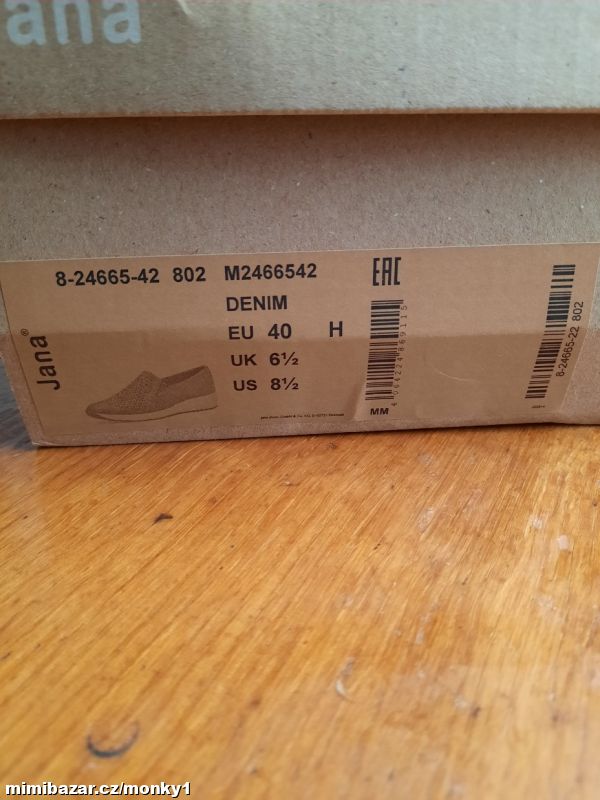 ana
8-24665-42 802 M2466542
DENIM
EU 40 H
UK 6½
US 8½
Jana®
EAC
4064224869115
MM
8-24665-22 802
mimibazar.cz/monky1